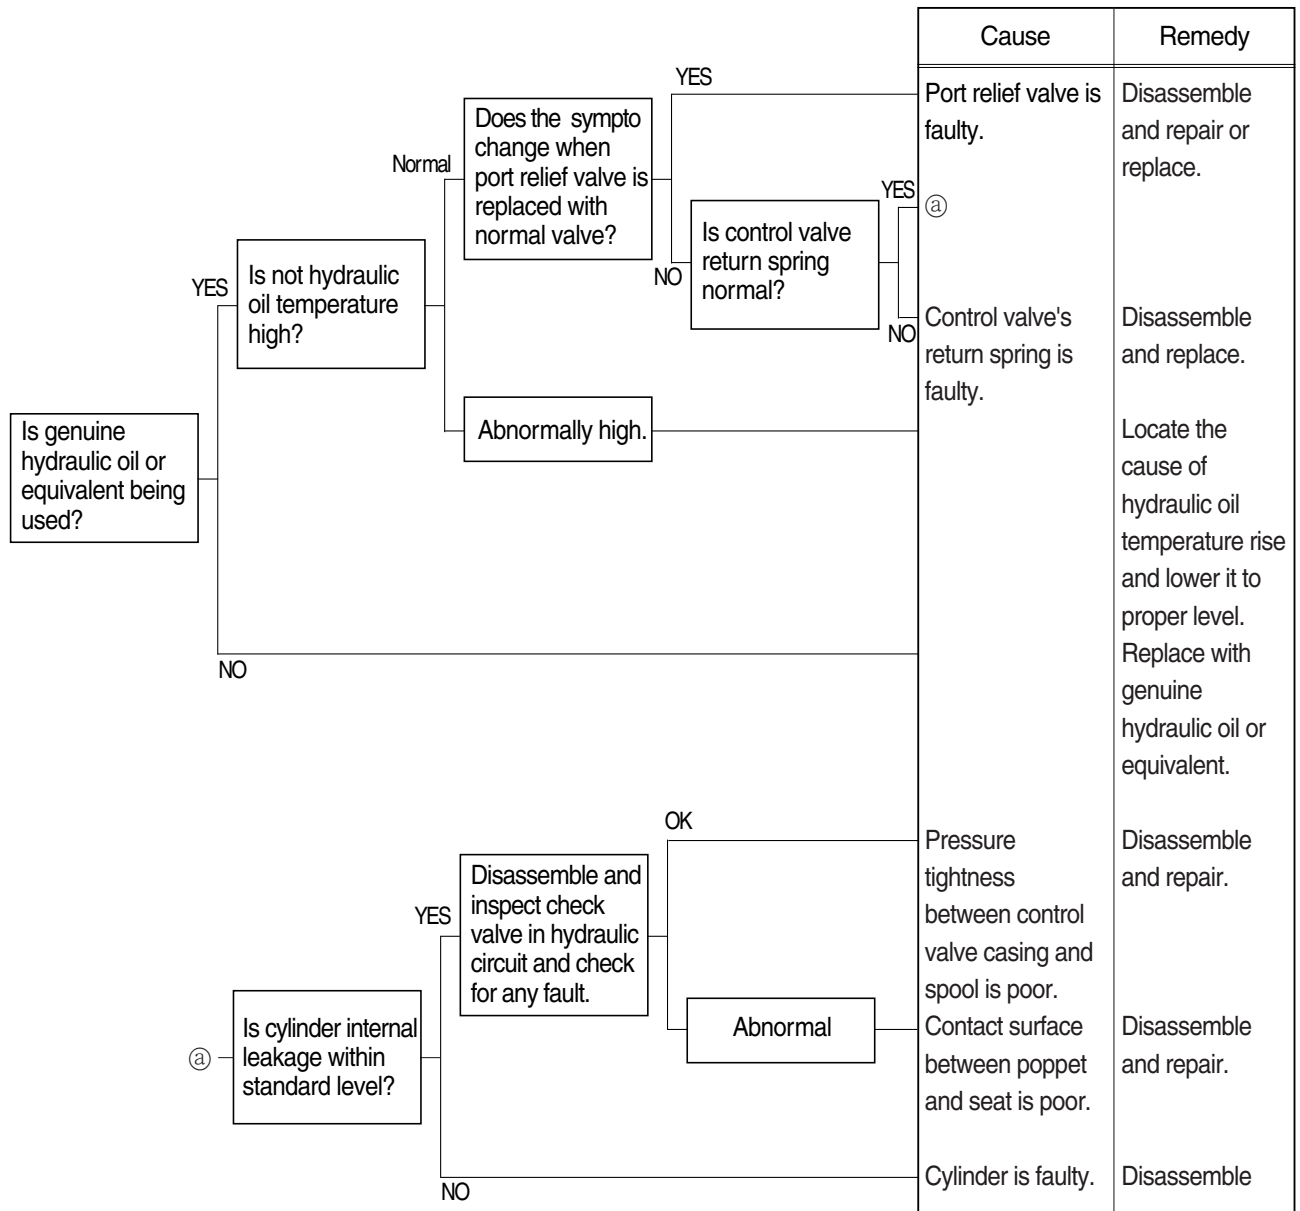 Cause
Remedy
YES
Port relief valve is
faulty.
Disassemble
and repair or
replace.
Does the sympto
change when
port relief valve is
replaced with
normal valve?
Normal
YES
ⓐ
Is control valve
return spring
normal?
NO
NO
Control valve's
return spring is
faulty.
Disassemble
and replace.
YES
Is not hydraulic
oil temperature
high?
Abnormally high.
Locate the
cause of
hydraulic oil
temperature rise
and lower it to
proper level.
Is genuine
hydraulic oil or
equivalent being
used?
NO
Replace with
genuine
hydraulic oil or
equivalent.
OK
Pressure
tightness
between control
valve casing and
spool is poor.
Disassemble
and repair.
YES
Disassemble and
inspect check
valve in hydraulic
circuit and check
for any fault.
Abnormal
Contact surface
between poppet
and seat is poor.
Disassemble
and repair.
ⓐ
Is cylinder internal
leakage within
standard level?
NO
Cylinder is faulty.
Disassemble